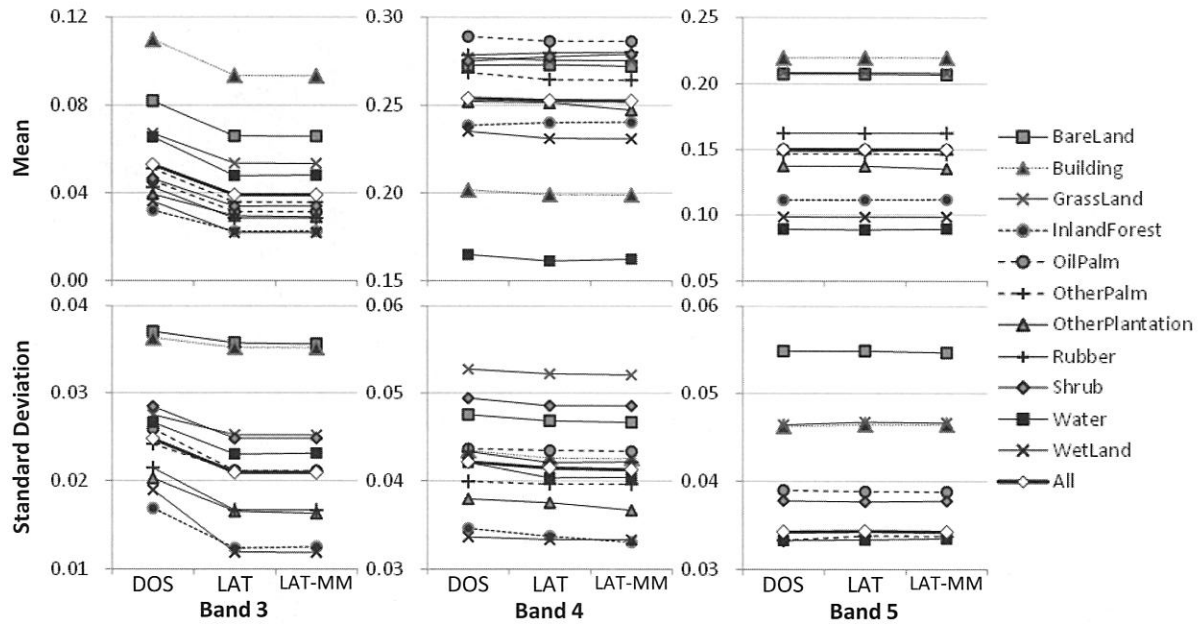 Mean
0.12
0.08
0.04
0.00
0.30
0.25
0.20
0.15
0.25
0.20
0.15
0.10
0.05
Standard Deviation
0.04
0.03
0.02
0.01
0.06
0.05
0.04
0.03
0.06
0.05
0.04
0.03
DOS LAT LAT-MM
Band 3
DOS LAT LAT-MM
Band 4
DOS LAT LAT-MM
Band 5
BareLand
Building
GrassLand
InlandForest
OilPalm
OtherPalm
OtherPlantation
Rubber
Shrub
Water
WetLand
All